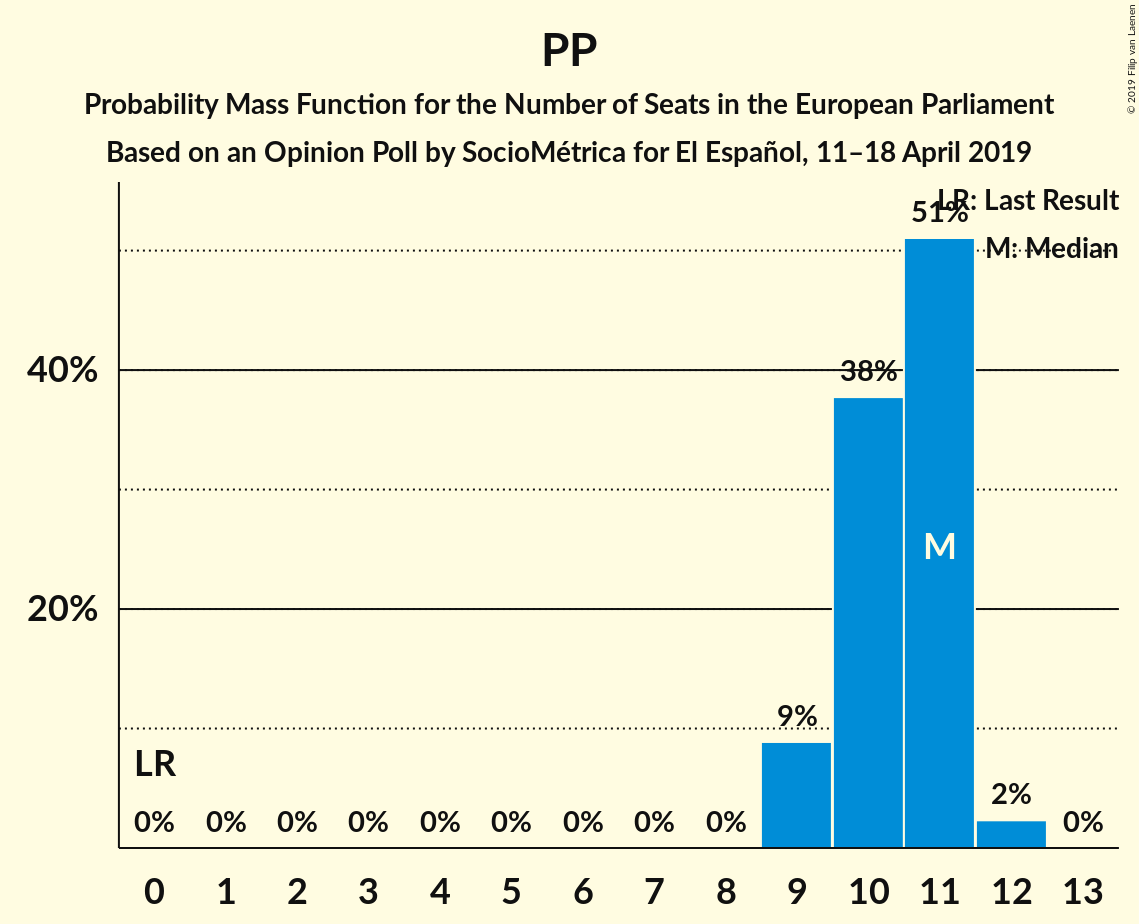 PP
Probability Mass Function for the Number of Seats in the European Parliament
Based on an Opinion Poll by SocioMétrica for El Español, 11–18 April 2019
© 2019 Filip van Laenen
LR: Last Result
M: Median
51%
40%
38%
M
20%
9%
LR
2%
0% 0% 0% 0% 0% 0% 0% 0% 0% 0%
0 1 2 3 4 5 6 7 8 9 10 11 12 13